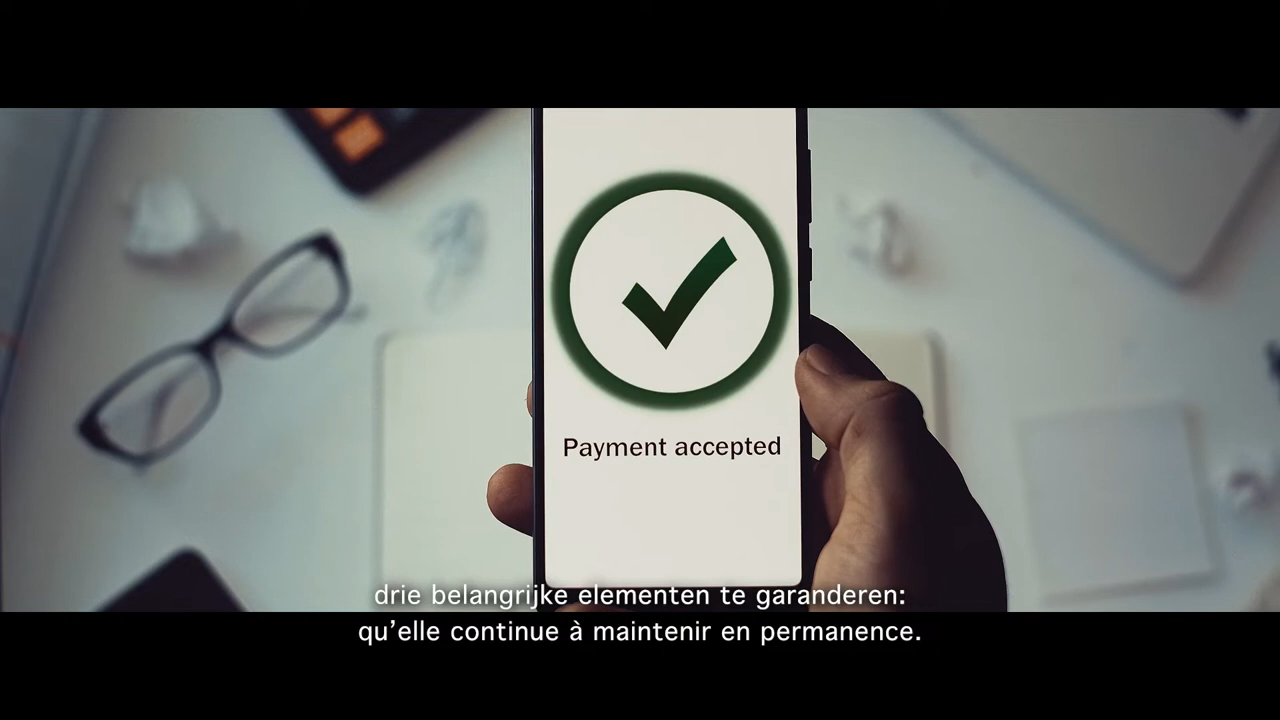 Payment accepted
drie belangrijke elementen te garanderen:
qu’elle continue à maintenir en permanence.